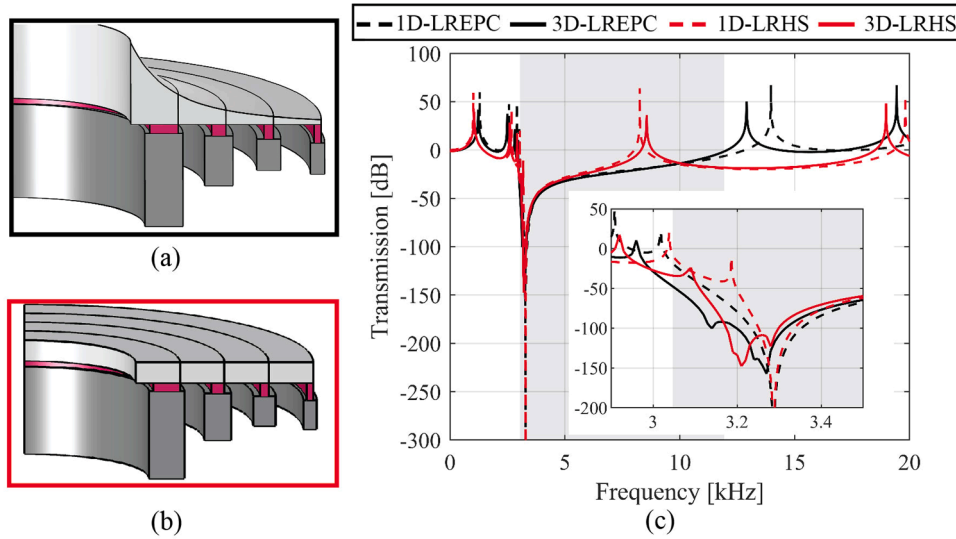 1D-LREPC 3D-LREPC 1D-LRHS 3D-LRHS
(a)
(b)
Transmission [dB]
100
50
0
-50
-100
-150
-200
-250
-300
0 5 10 15 20
Frequency [kHz]
50
0
-50
-100
-150
-200
3 3.2 3.4
(c)